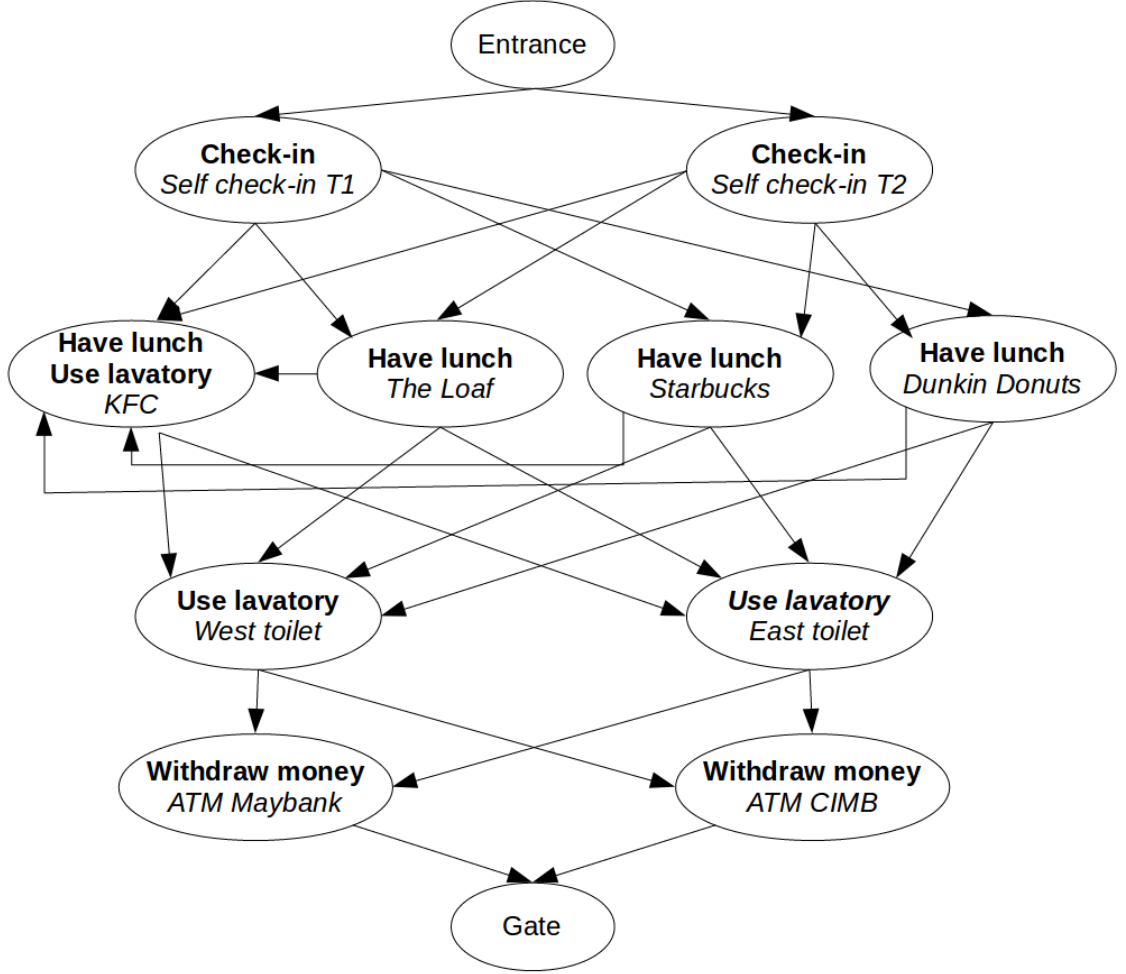 Entrance
Check-in
Self check-in T1
Check-in
Self check-in T2
Have lunch
Use lavatory
KFC
Have lunch
The Loaf
Have lunch
Starbucks
Have lunch
Dunkin Donuts
Use lavatory
West toilet
Use lavatory
East toilet
Withdraw money
ATM Maybank
Withdraw money
ATM CIMB
Gate